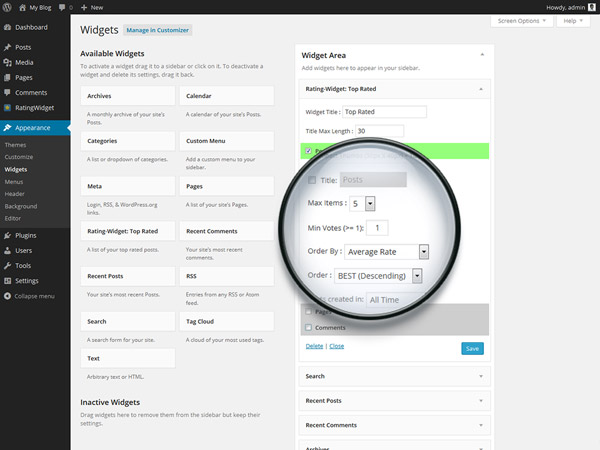 My Blog
0
New
Howdy, admin
Dashboard
Posts
Media
Pages
Comments
RatingWidget
Appearance
Themes
Customize
Widgets
Menus
Header
Background
Editor
Plugins
Users
Tools
Settings
Collapse menu
Screen Options
Help
Widgets
Manage in Customizer
Available Widgets
To activate a widget drag it to a sidebar or click on it. To deactivate a
widget and delete its settings, drag it back.
Archives
Calendar
A monthly archive of your site's
Posts.
A calendar of your site's Posts.
Categories
Custom Menu
A list or dropdown of categories.
Add a custom menu to your
sidebar.
Meta
Pages
Login, RSS, & WordPress.org
links.
A list of your site's Pages.
Rating-Widget: Top Rated
Recent Comments
A list of your top rated posts.
Your site's most recent
comments.
Recent Posts
RSS
Your site's most recent Posts.
Entries from any RSS or Atom
feed.
Search
Tag Cloud
A search form for your site.
A cloud of your most used tags.
Text
Arbitrary text or HTML.
Inactive Widgets
Drag widgets here to remove them from the sidebar but keep their
settings.
Widget Area
Add widgets here to appear in your sidebar.
Rating-Widget: Top Rated
Widget Title : Top Rated
Title Max Length : 30
Title: Posts
Max Items : 5
Min Votes (>= 1): 1
Order By : Average Rate
Order : BEST (Descending)
created in: All Time
Pages
Comments
Delete | Close
Save
Search
Recent Posts
Recent Comments
Archives